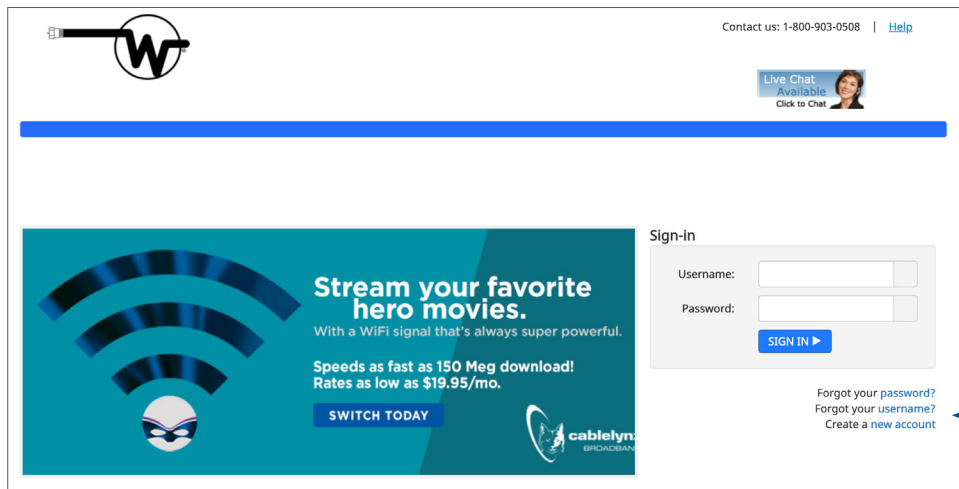 W
Contact us: 1-800-903-0508 | Help
Live Chat
Available
Click to Chat
Sign-in
Username:
Password:
SIGN IN
Forgot your password?
Forgot your username?
Create a new account
Stream your favorite
hero movies.
With a WiFi signal that's always super powerful.
Speeds as fast as 150 Meg download!
Rates as low as $19.95/mo.
SWITCH TODAY
cablelyn
BROADBAN